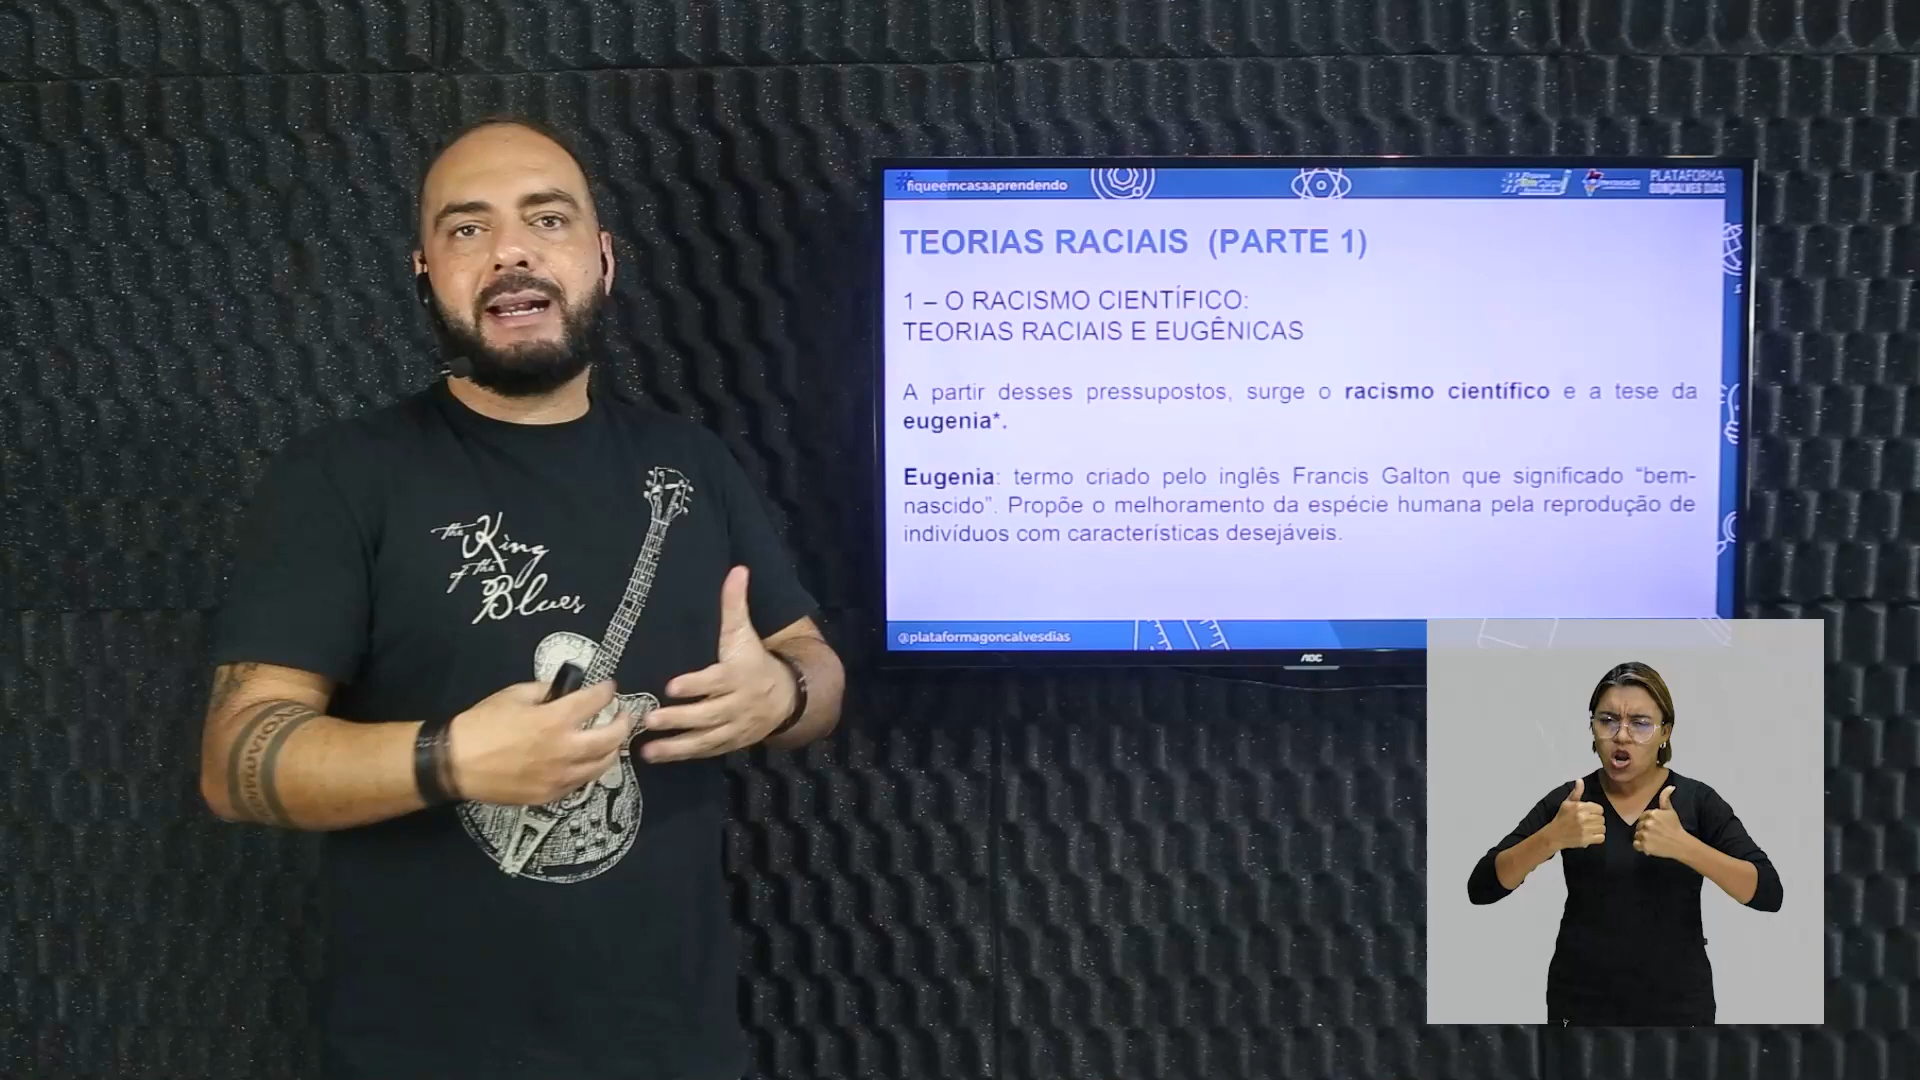 #fiqueemcasaaprendendo
PLATAFORMA
GONÇALVES DIAS
TEORIAS RACIAIS (PARTE 1)
1 – O RACISMO CIENTÍFICO:
TEORIAS RACIAIS E EUGÊNICAS
A partir desses pressupostos, surge o racismo científico e a tese da
eugenia*.
Eugenia: termo criado pelo inglês Francis Galton que significado “bem-
nascido”. Propõe o melhoramento da espécie humana pela reprodução de
indivíduos com características desejáveis.
@plataformagoncalvesdias
AOC
the King
of the
Blues